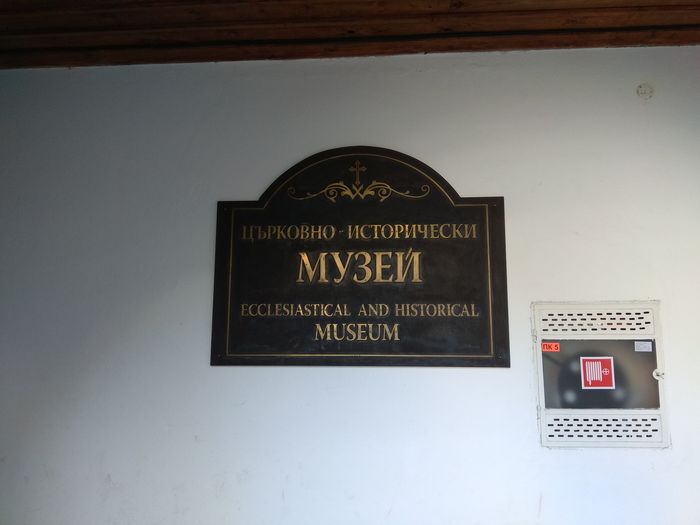 ЦЪРКОВНО - ИСТОРИЧЕСКИ
МУЗЕЙ
ECCLESIASTICAL AND HISTORICAL
MUSEUM
ПК 5